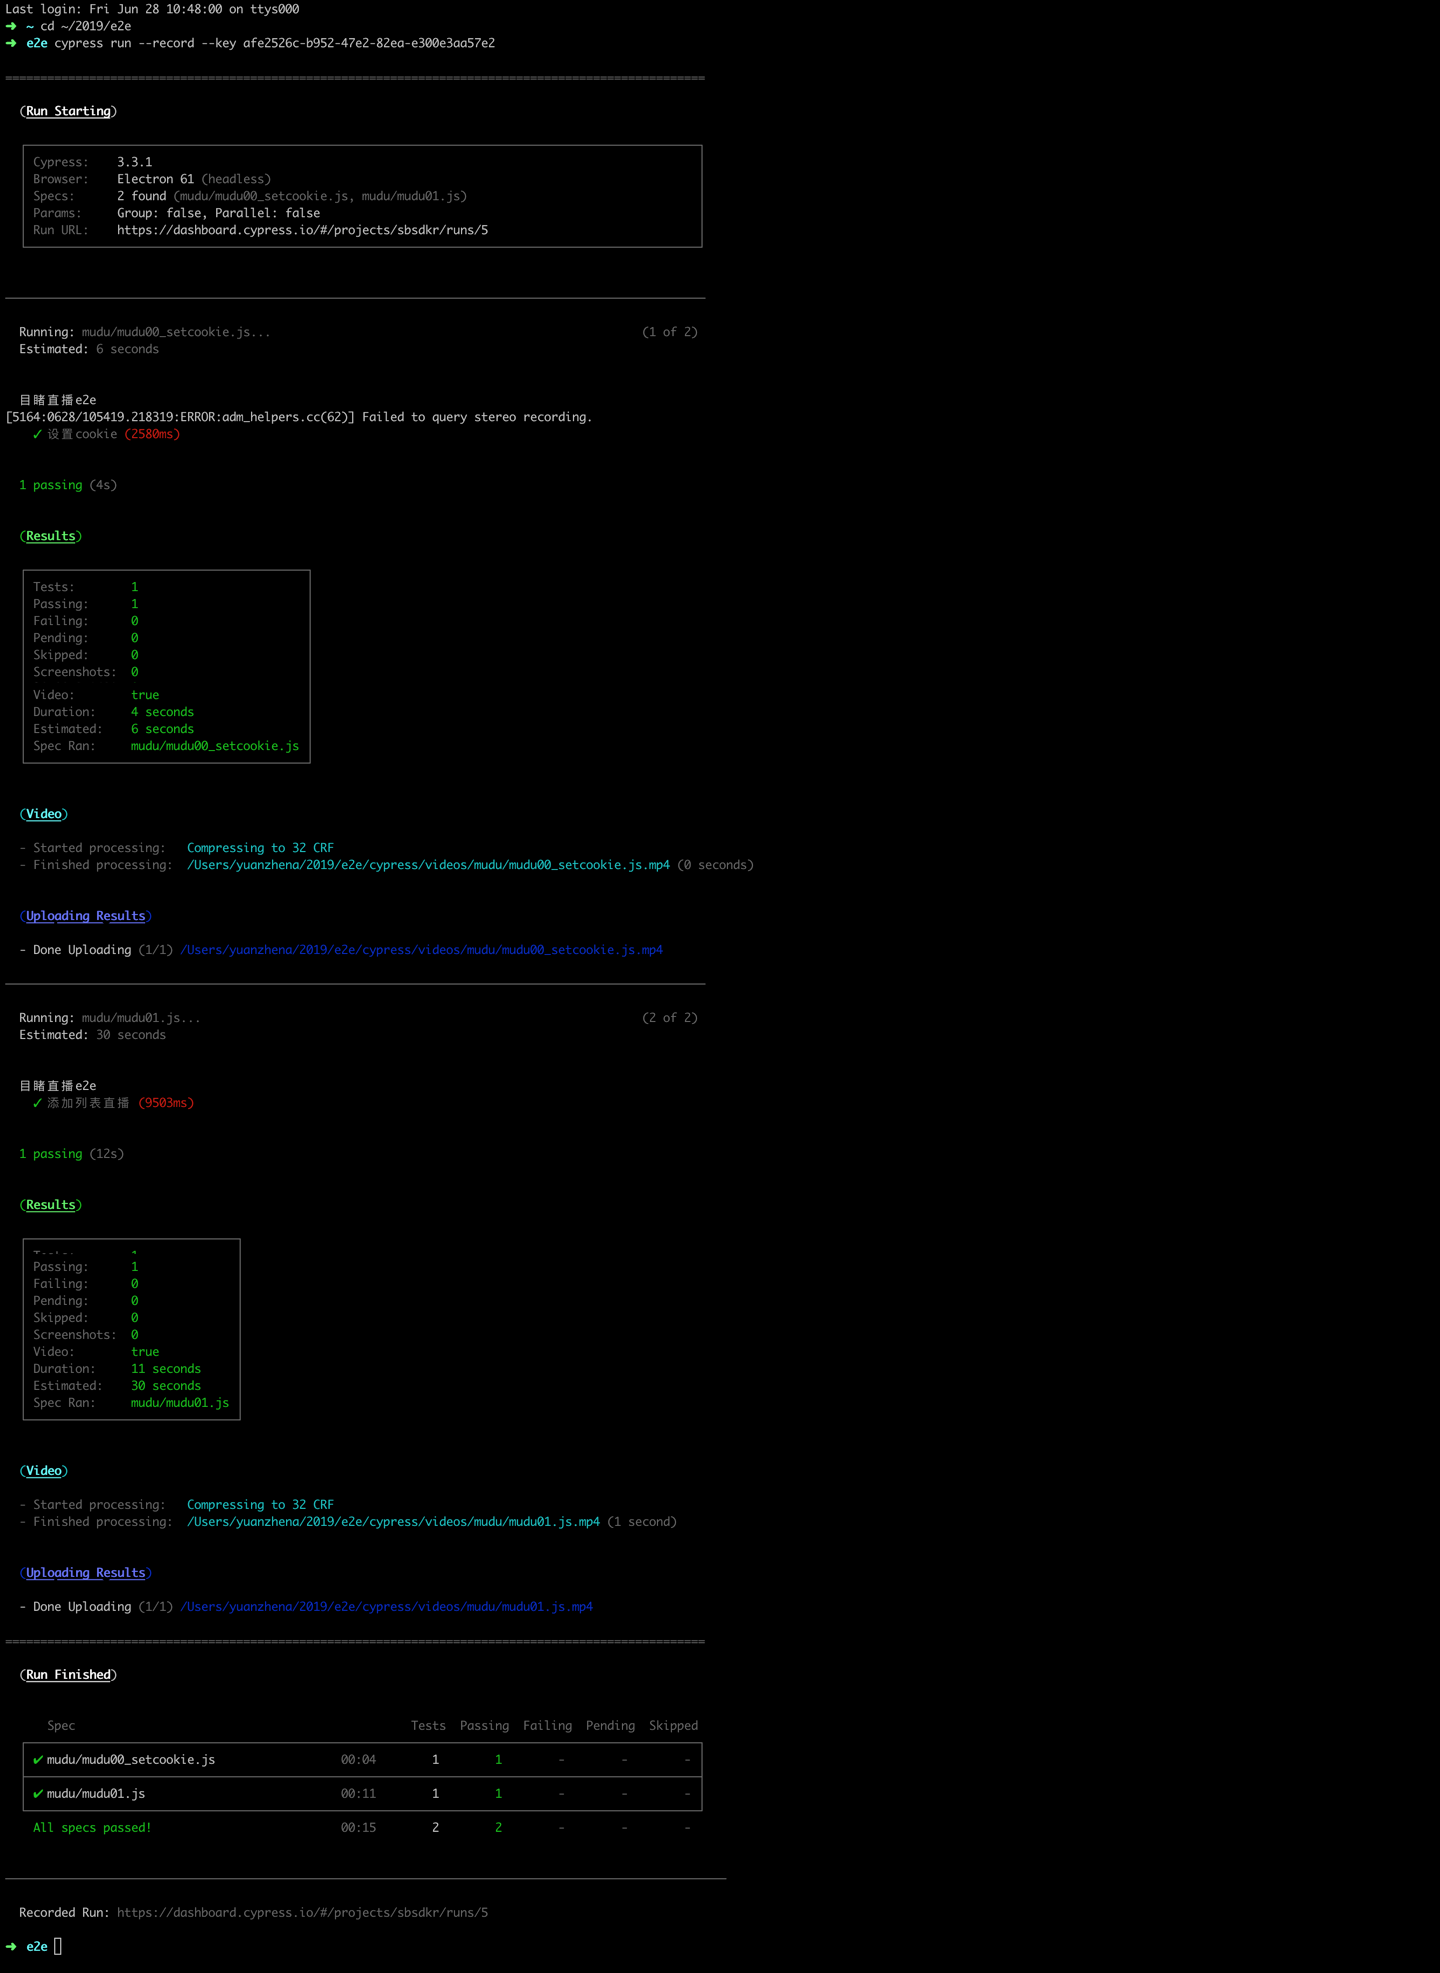 Last login: Fri Jun 28 10:48:00 on ttys000
➜ ~ cd ~/2019/e2e
➜ e2e cypress run --record --key afe2526c-b952-47e2-82ea-e300e3aa57e2
====================================================================================================
(Run Starting)
Cypress: 3.3.1
Browser: Electron 61 (headless)
Specs: 2 found (mudu/mudu00_setcookie.js, mudu/mudu01.js)
Params: Group: false, Parallel: false
Run URL: https://dashboard.cypress.io/#/projects/sbsdkr/runs/5
Running: mudu/mudu00_setcookie.js... (1 of 2)
Estimated: 6 seconds
目睹直播e2e
[5164:0628/105419.218319:ERROR:adm_helpers.cc(62)] Failed to query stereo recording.
✓ 设置cookie (2580ms)
1 passing (4s)
(Results)
Tests: 1
Passing: 1
Failing: 0
Pending: 0
Skipped: 0
Screenshots: 0
Video: true
Duration: 4 seconds
Estimated: 6 seconds
Spec Ran: mudu/mudu00_setcookie.js
(Video)
- Started processing: Compressing to 32 CRF
- Finished processing: /Users/yuanzhena/2019/e2e/cypress/videos/mudu/mudu00_setcookie.js.mp4 (0 seconds)
(Uploading Results)
- Done Uploading (1/1) /Users/yuanzhena/2019/e2e/cypress/videos/mudu/mudu00_setcookie.js.mp4
Running: mudu/mudu01.js... (2 of 2)
Estimated: 30 seconds
目睹直播e2e
✓ 添加列表直播 (9503ms)
1 passing (12s)
(Results)
Tests: 1
Passing: 1
Failing: 0
Pending: 0
Skipped: 0
Screenshots: 0
Video: true
Duration: 11 seconds
Estimated: 30 seconds
Spec Ran: mudu/mudu01.js
(Video)
- Started processing: Compressing to 32 CRF
- Finished processing: /Users/yuanzhena/2019/e2e/cypress/videos/mudu/mudu01.js.mp4 (1 second)
(Uploading Results)
- Done Uploading (1/1) /Users/yuanzhena/2019/e2e/cypress/videos/mudu/mudu01.js.mp4
====================================================================================================
(Run Finished)
Spec Tests Passing Failing Pending Skipped
✔ mudu/mudu00_setcookie.js 00:04 1 1 - - -
✔ mudu/mudu01.js 00:11 1 1 - - -
All specs passed! 00:15 2 2 - - -
Recorded Run: https://dashboard.cypress.io/#/projects/sbsdkr/runs/5
➜ e2e